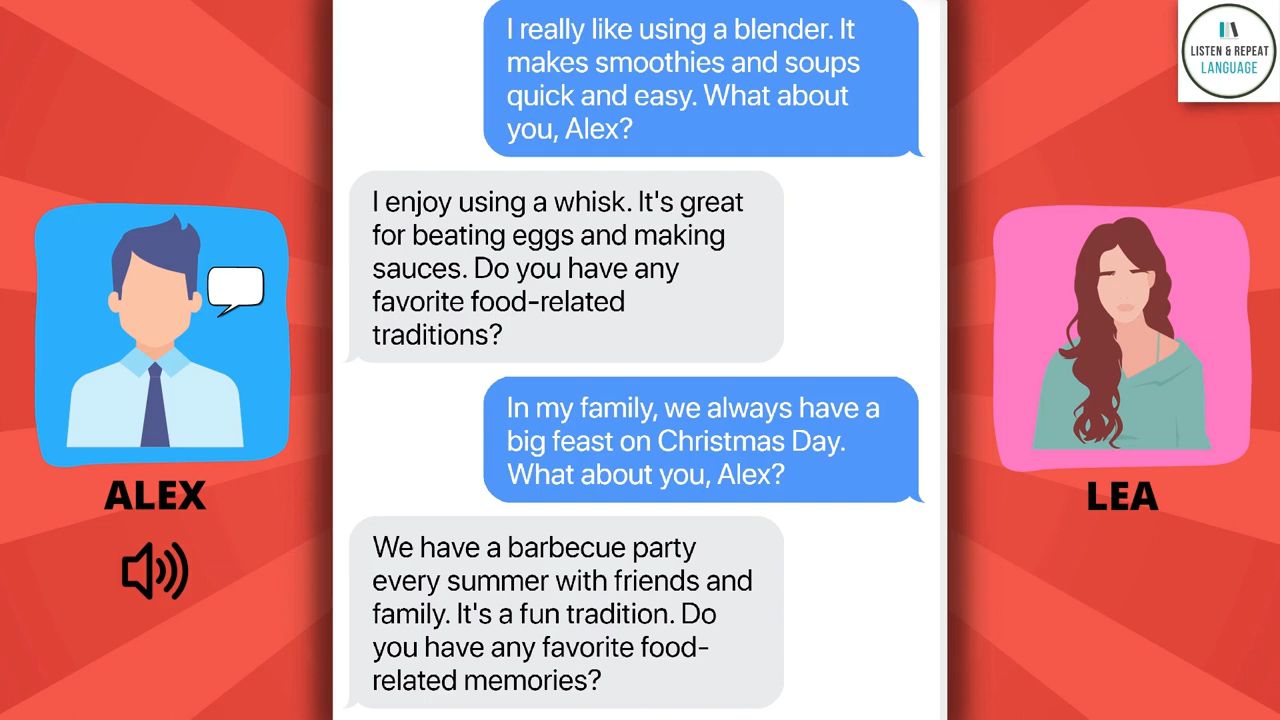 I really like using a blender. It
makes smoothies and soups
quick and easy. What about
you, Alex?
I enjoy using a whisk. It's great
for beating eggs and making
sauces. Do you have any
favorite food-related
traditions?
In my family, we always have a
big feast on Christmas Day.
What about you, Alex?
We have a barbecue party
every summer with friends and
family. It's a fun tradition. Do
you have any favorite food-
related memories?
ALEX
LEA
LISTEN & REPEAT
LANGUAGE